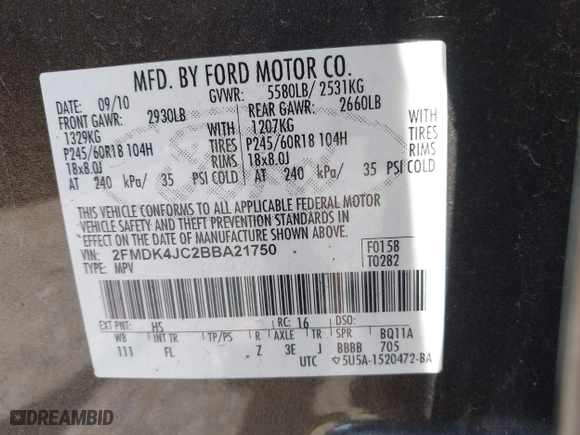 MFD. BY FORD MOTOR CO.
DATE: 09/10 GVWR: 5580LB/ 2531KG
FRONT GAWR: 2930LB REAR GAWR: 2660LB
1329KG WITH 1207KG WITH
P245/60R18 104H TIRES P245/60R18 104H TIRES
18x8.0J RIMS 18x8.0J RIMS
AT 240 kPa/ 35 PSI COLD AT 240 kPa/ 35 PSI COLD
THIS VEHICLE CONFORMS TO ALL APPLICABLE FEDERAL MOTOR
VEHICLE SAFETY AND THEFT PREVENTION STANDARDS IN
EFFECT ON THE DATE OF MANUFACTURE SHOWN ABOVE.
VIN: 2FMDK4JC2BBA21750 F0158
TYPE: MPV T0282
EXT PNT: HS RC: 16 DSO:
WB INT TR TP/PS R AXLE TR SPR BQ11A
111 FL Z 3E J BBBB 705
UTC 5U5A-1520472-BA
DREAMBID